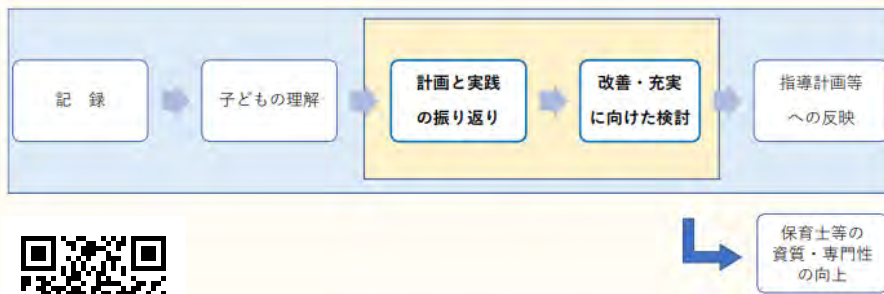 記　録
子どもの理解
計画と実践
の振り返り
改善・充実
に向けた検討
指導計画等
への反映
保育士等の
資質・専門性
の向上